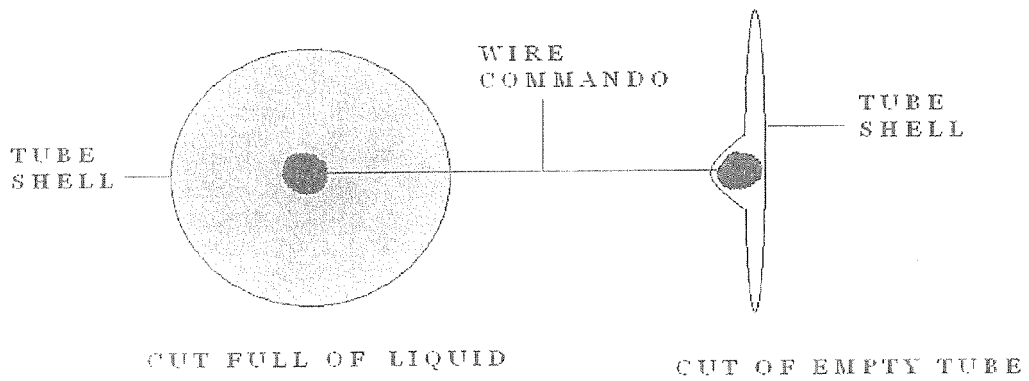 WIRE
COMMANDO
TUBE
SHELL
TUBE
SHELL
CUT FULL OF LIQUID
CUT OF EMPTY TUBE